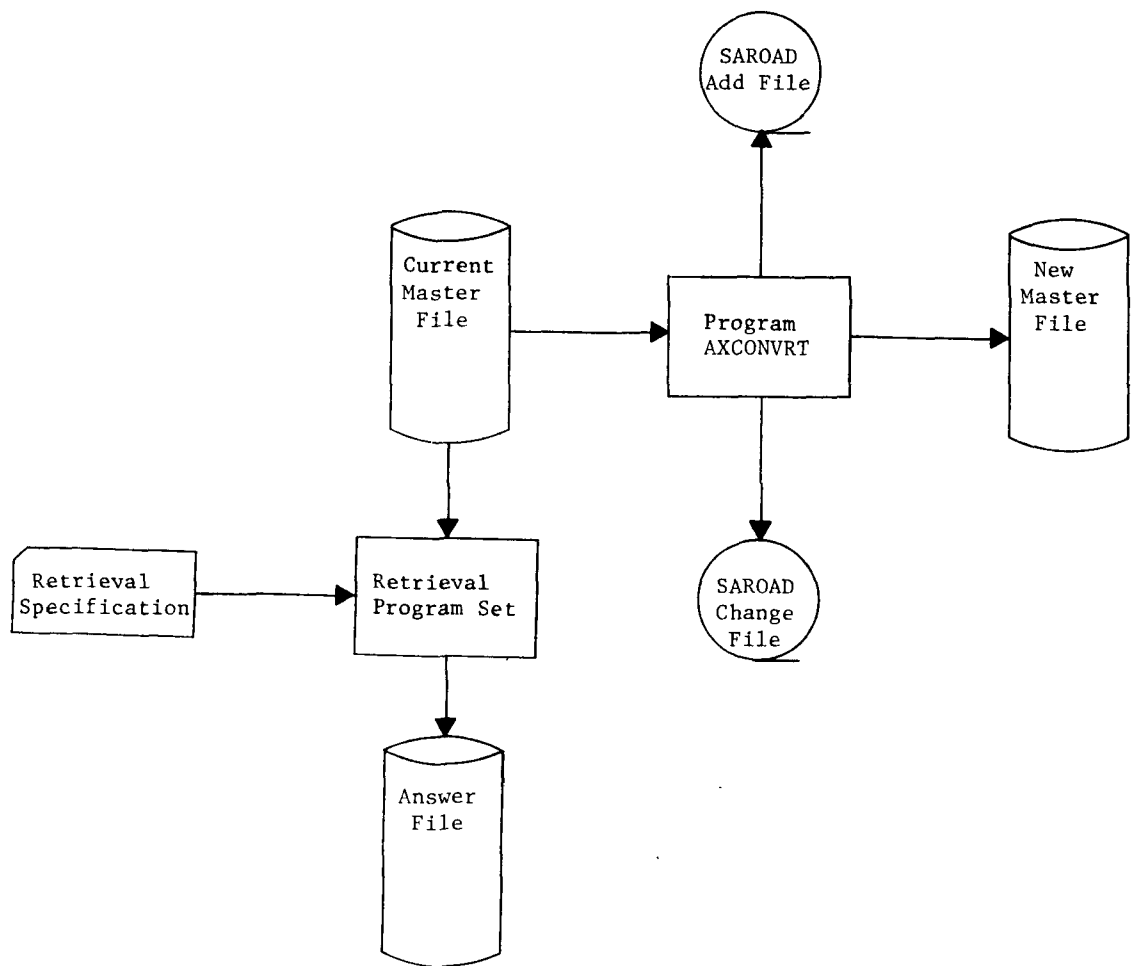 SAROAD
Add File
Current
Master
File
Program
AXCONVRT
New
Master
File
Retrieval
Specification
Retrieval
Program Set
SAROAD
Change
File
Answer
File